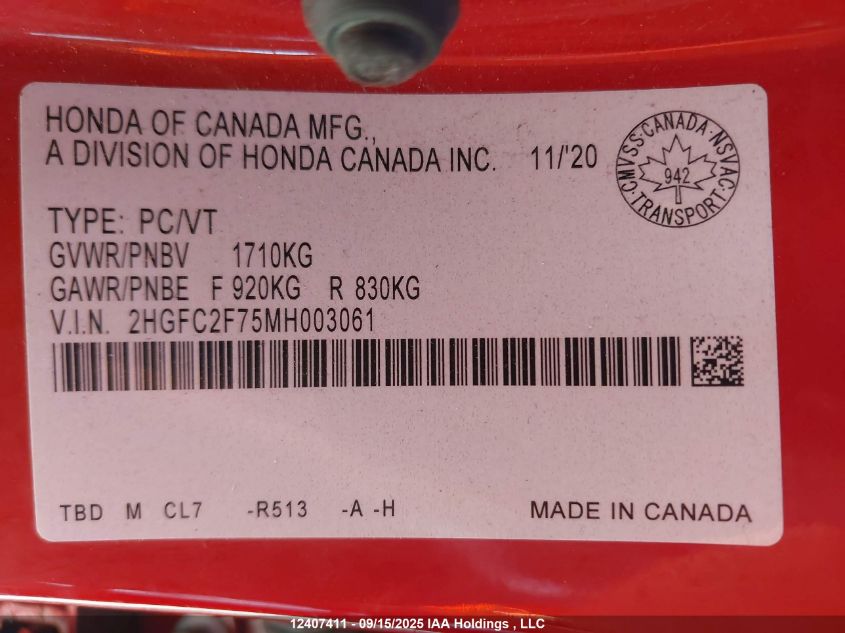 HONDA OF CANADA MFG.,
A DIVISION OF HONDA CANADA INC. 11/'20
CMVSS·CANADA·NSVAC·TRANSPORT·
942
TYPE: PC/VT
GVWR/PNBV 1710KG
GAWR/PNBE F 920KG R 830KG
V.I.N. 2HGFC2F75MH003061
TBD M CL7 -R513 -A -H MADE IN CANADA
12407411 - 09/15/2025 IAA Holdings , LLC